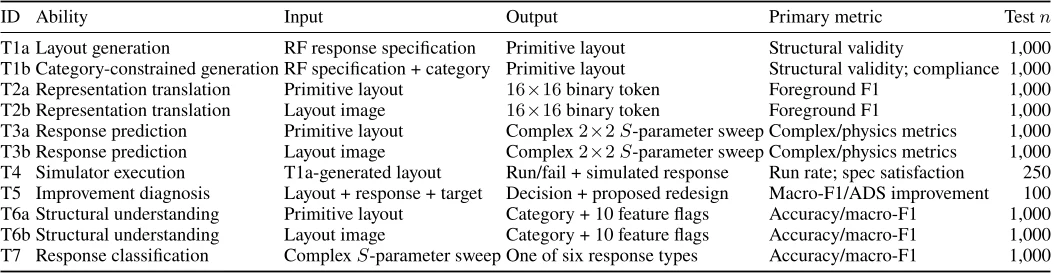 ID Ability Input Output Primary metric Test n
T1a Layout generation RF response specification Primitive layout Structural validity 1,000
T1b Category-constrained generation RF specification + category Primitive layout Structural validity; compliance 1,000
T2a Representation translation Primitive layout 16×16 binary token Foreground F1 1,000
T2b Representation translation Layout image 16×16 binary token Foreground F1 1,000
T3a Response prediction Primitive layout Complex 2×2 S-parameter sweep Complex/physics metrics 1,000
T3b Response prediction Layout image Complex 2×2 S-parameter sweep Complex/physics metrics 1,000
T4 Simulator execution T1a-generated layout Run/fail + simulated response Run rate; spec satisfaction 250
T5 Improvement diagnosis Layout + response + target Decision + proposed redesign Macro-F1/ADS improvement 100
T6a Structural understanding Primitive layout Category + 10 feature flags Accuracy/macro-F1 1,000
T6b Structural understanding Layout image Category + 10 feature flags Accuracy/macro-F1 1,000
T7 Response classification Complex S-parameter sweep One of six response types Accuracy/macro-F1 1,000